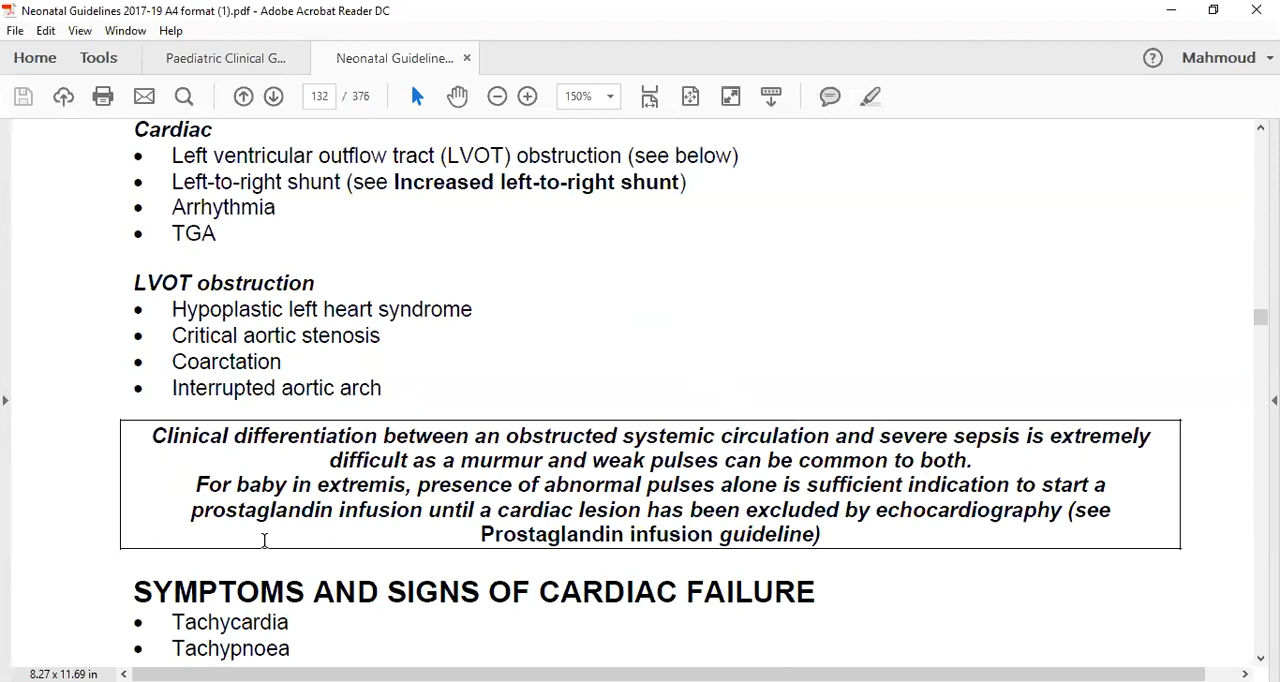 Neonatal Guidelines 2017-19 A4 format (1).pdf - Adobe Acrobat Reader DC
File Edit View Window Help
Home Tools Paediatric Clinical G... Neonatal Guideline... × ? Mahmoud
132 / 376 150%
Cardiac
• Left ventricular outflow tract (LVOT) obstruction (see below)
• Left-to-right shunt (see Increased left-to-right shunt)
• Arrhythmia
• TGA
LVOT obstruction
• Hypoplastic left heart syndrome
• Critical aortic stenosis
• Coarctation
• Interrupted aortic arch
Clinical differentiation between an obstructed systemic circulation and severe sepsis is extremely
difficult as a murmur and weak pulses can be common to both.
For baby in extremis, presence of abnormal pulses alone is sufficient indication to start a
prostaglandin infusion until a cardiac lesion has been excluded by echocardiography (see
Prostaglandin infusion guideline)
SYMPTOMS AND SIGNS OF CARDIAC FAILURE
• Tachycardia
• Tachypnoea
8.27 x 11.69 in